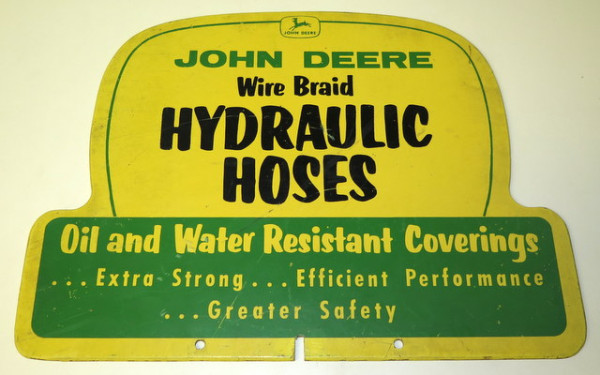 JOHN DEERE
JOHN DEERE
Wire Braid
HYDRAULIC
HOSES
Oil and Water Resistant Coverings
...Extra Strong...Efficient Performance
...Greater Safety